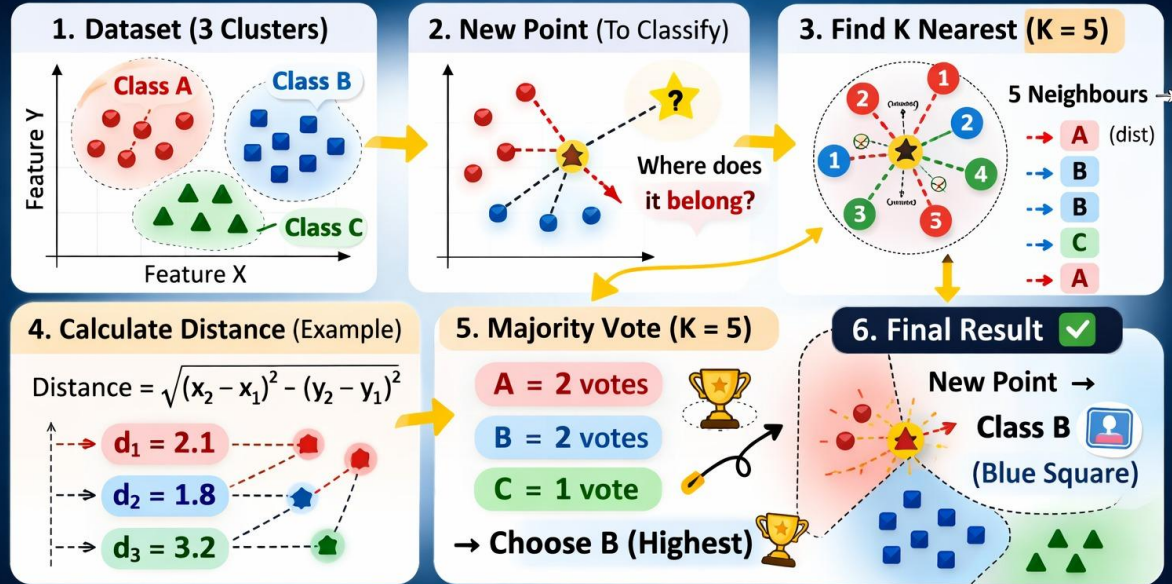 1. Dataset (3 Clusters)
Class A
Class B
Class C
Feature Y
Feature X
2. New Point (To Classify)
?
Where does
it belong?
3. Find K Nearest (K = 5)
1
2
2
1
4
3
3
5 Neighbours →
A (dist)
B
B
C
A
4. Calculate Distance (Example)
Distance = √(x₂ − x₁)² − (y₂ − y₁)²
d₁ = 2.1
d₂ = 1.8
d₃ = 3.2
5. Majority Vote (K = 5)
A = 2 votes
B = 2 votes
C = 1 vote
→ Choose B (Highest)
6. Final Result
New Point →
Class B
(Blue Square)